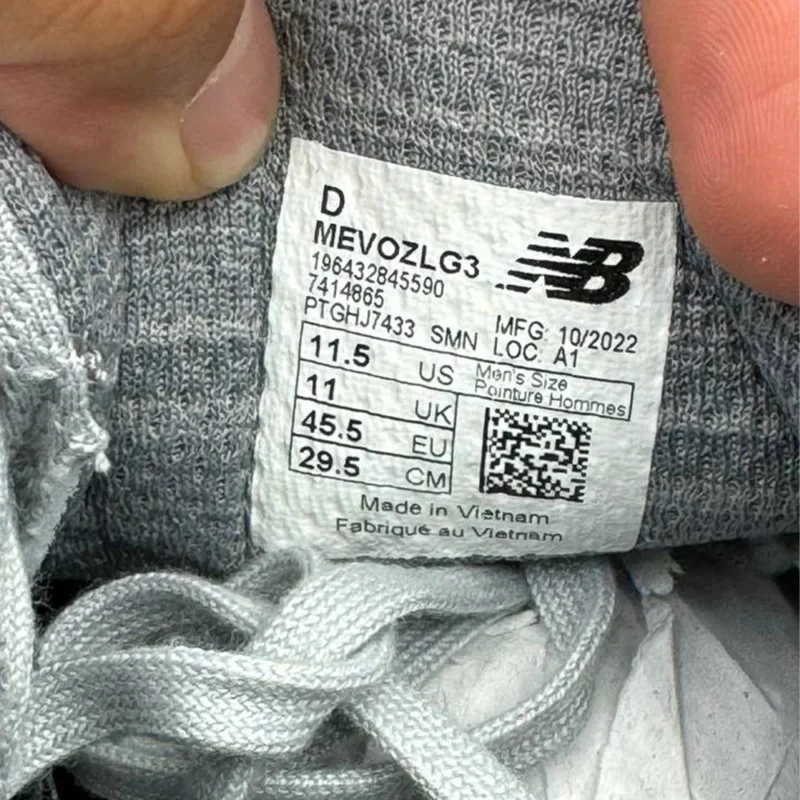 D
MEVOZLG3
196432845590
7414865
PTGHJ7433 SMN
NB
MFG: 10/2022
LOC. A1
11.5 US Men's Size
Pointure Hommes
11 UK
45.5 EU
29.5 CM
Made in Vietnam
Fabriqué au Vietnam